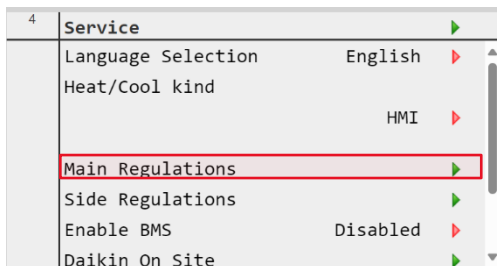 4 Service
Language Selection English
Heat/Cool kind
HMI
Main Regulations
Side Regulations
Enable BMS Disabled
Daikin On Site